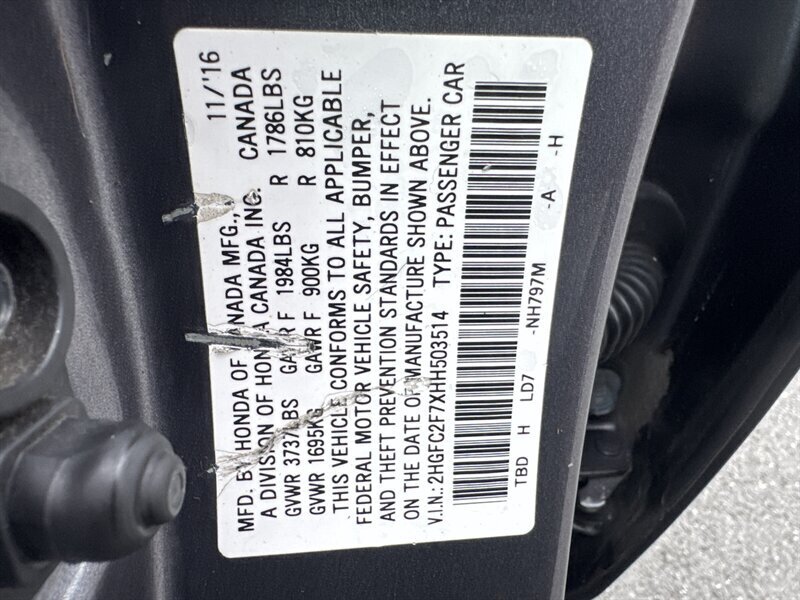 11/'16
MFD. BY HONDA OF CANADA MFG.,
A DIVISION OF HONDA CANADA INC. CANADA
GVWR 3737LBS GAWR F 1984LBS R 1786LBS
GVWR 1695KG GAWR F 900KG R 810KG
THIS VEHICLE CONFORMS TO ALL APPLICABLE
FEDERAL MOTOR VEHICLE SAFETY, BUMPER,
AND THEFT PREVENTION STANDARDS IN EFFECT
ON THE DATE OF MANUFACTURE SHOWN ABOVE.
V.I.N.: 2HGFC2F7XHH503514 TYPE: PASSENGER CAR
TBD H LD7 -NH797M -A -H